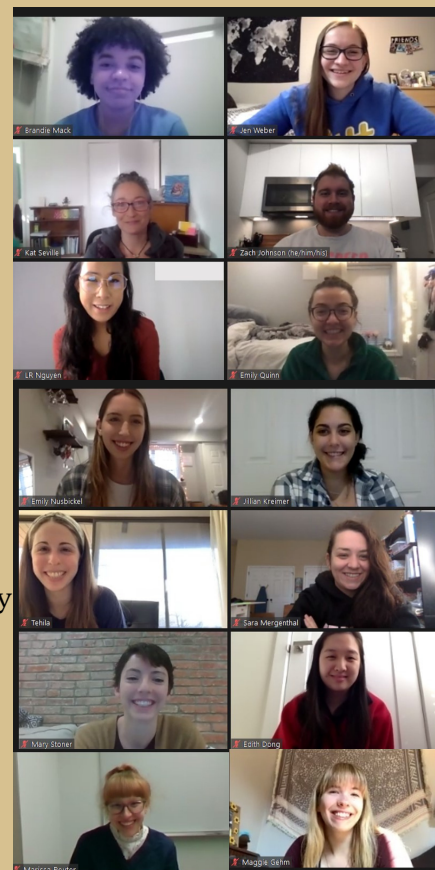 Brandie Mack
Jen Weber
FRIENDS
Kat Seville
Zach Johnson (he/him/his)
LR Nguyen
Emily Quinn
Emily Nusbickel
Jillian Kreimer
y
Tehila
Sara Mergenthal
Mary Stoner
Edith Dong
Maggie Gehm